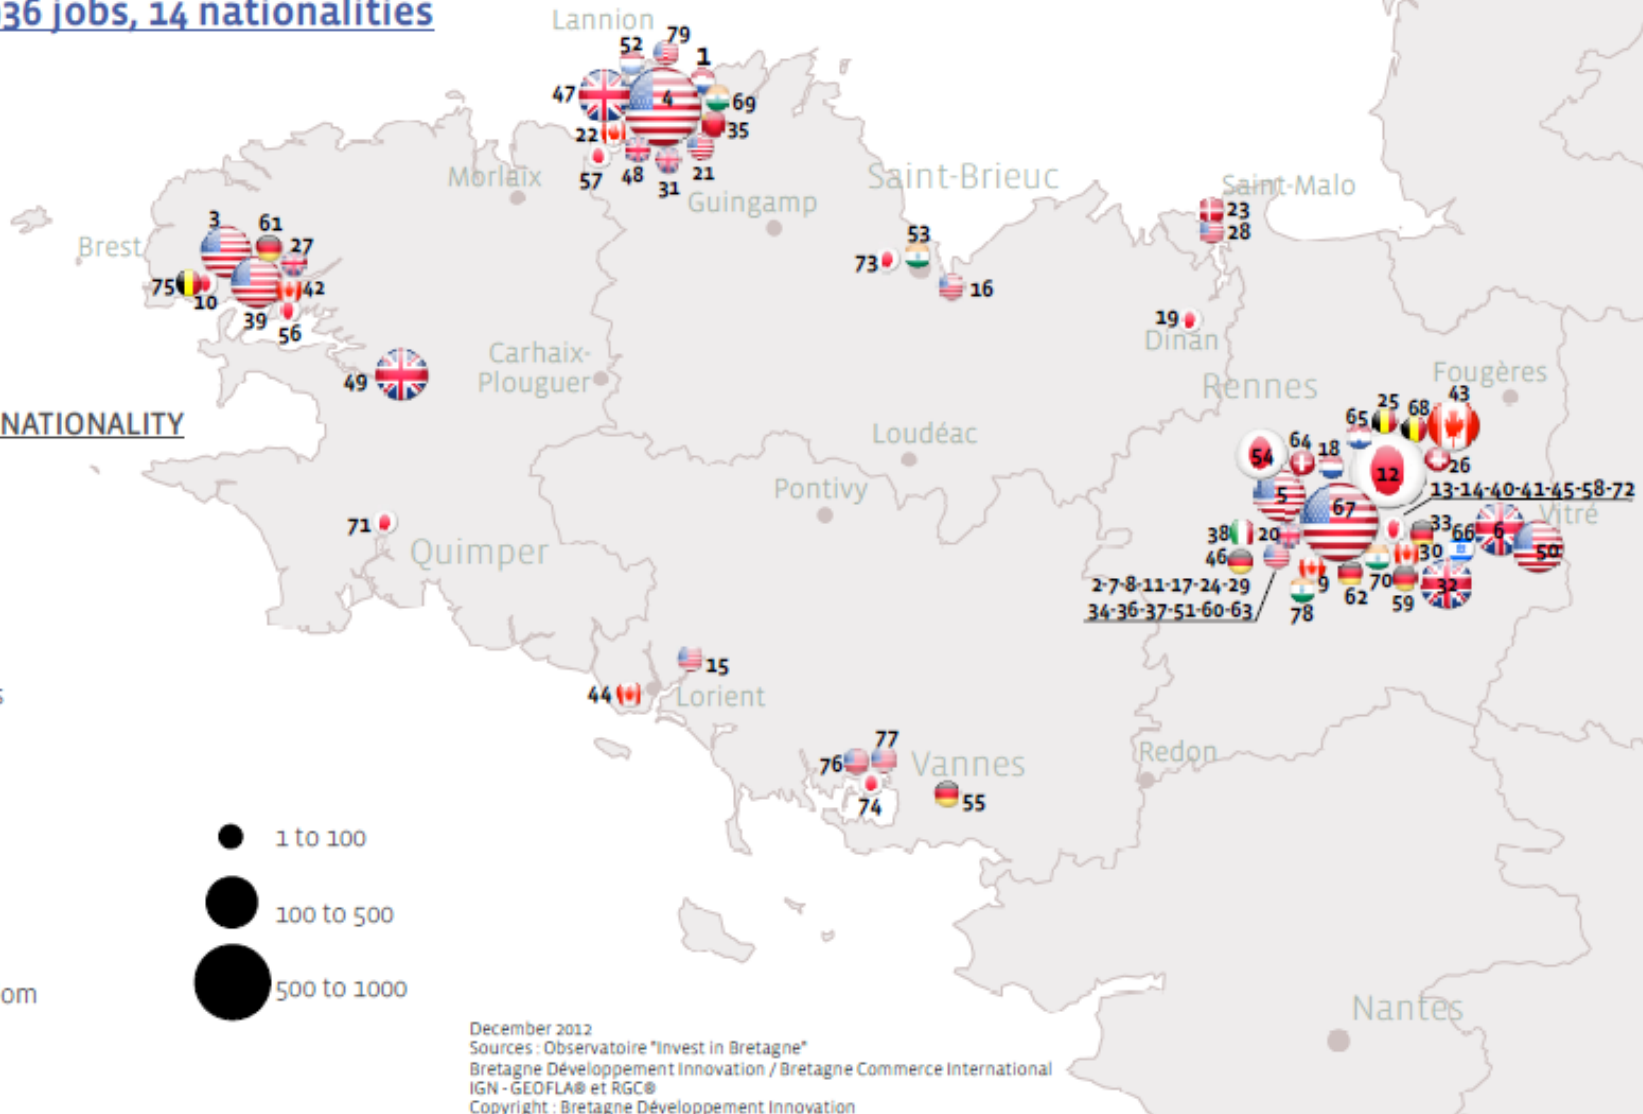 36 jobs, 14 nationalities
Lannion
52
79
1
47
4
69
22
35
57
48
31
21
Morlaix
Guingamp
Saint-Brieuc
Saint-Malo
23
28
3
61
27
Brest
75
10
42
39
56
53
73
16
19
Dinan
49
Carhaix-
Plouguer
Rennes
Fougères
NATIONALITY
Loudéac
Pontivy
43
25
68
65
64
18
54
26
12
13-14-40-41-45-58-72
5
67
Vitré
38
20
33
66
6
50
46
30
2-7-8-11-17-24-29
34-36-37-51-60-63
9
62
70
59
32
78
71
Quimper
15
44
Lorient
77
76
Vannes
74
55
Redon
s
1 to 100
100 to 500
500 to 1000
om
Nantes
December 2012
Sources : Observatoire "Invest in Bretagne"
Bretagne Développement Innovation / Bretagne Commerce International
IGN - GEOFLA® et RGC®
Copyright : Bretagne Développement Innovation